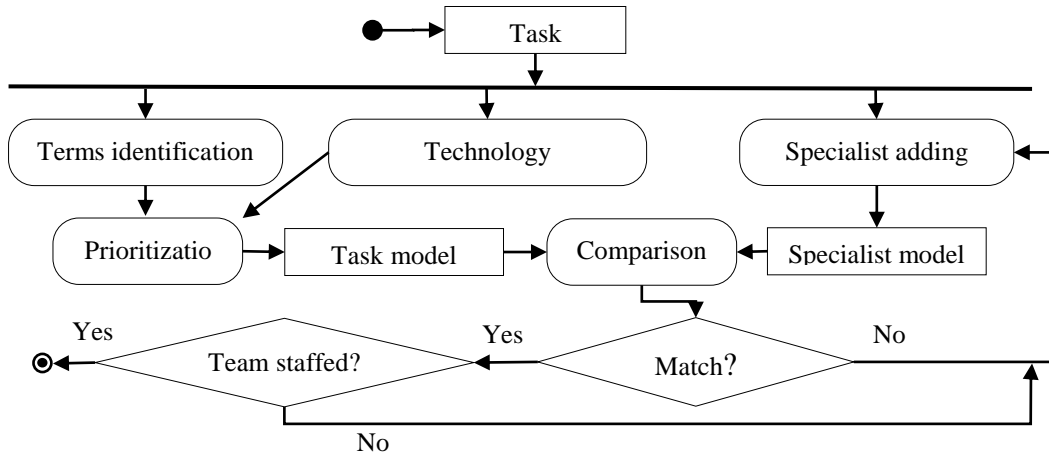 Task
Terms identification
Technology
Specialist adding
Prioritizatio
Task model
Comparison
Specialist model
Yes
Yes
No
Team staffed?
Match?
No